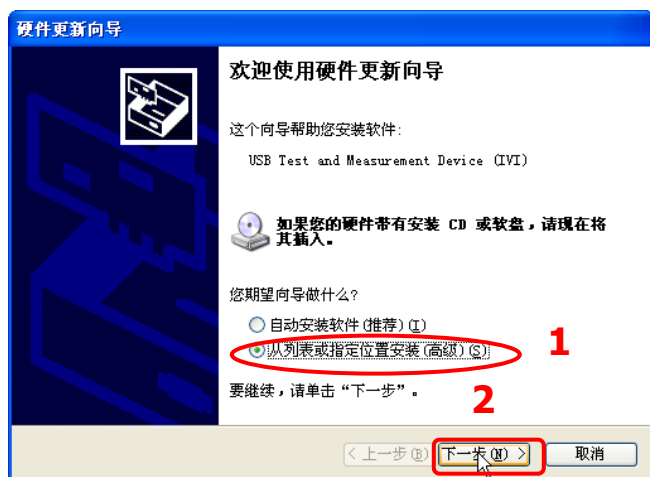 硬件更新向导
欢迎使用硬件更新向导
这个向导帮助您安装软件:
USB Test and Measurement Device (IVI)
如果您的硬件带有安装 CD 或软盘，请现在将
其插入。
您期望向导做什么?
自动安装软件(推荐)(I)
从列表或指定位置安装(高级)(S)
1
要继续，请单击“下一步”。
2
< 上一步(B)
下一步(N) >
取消